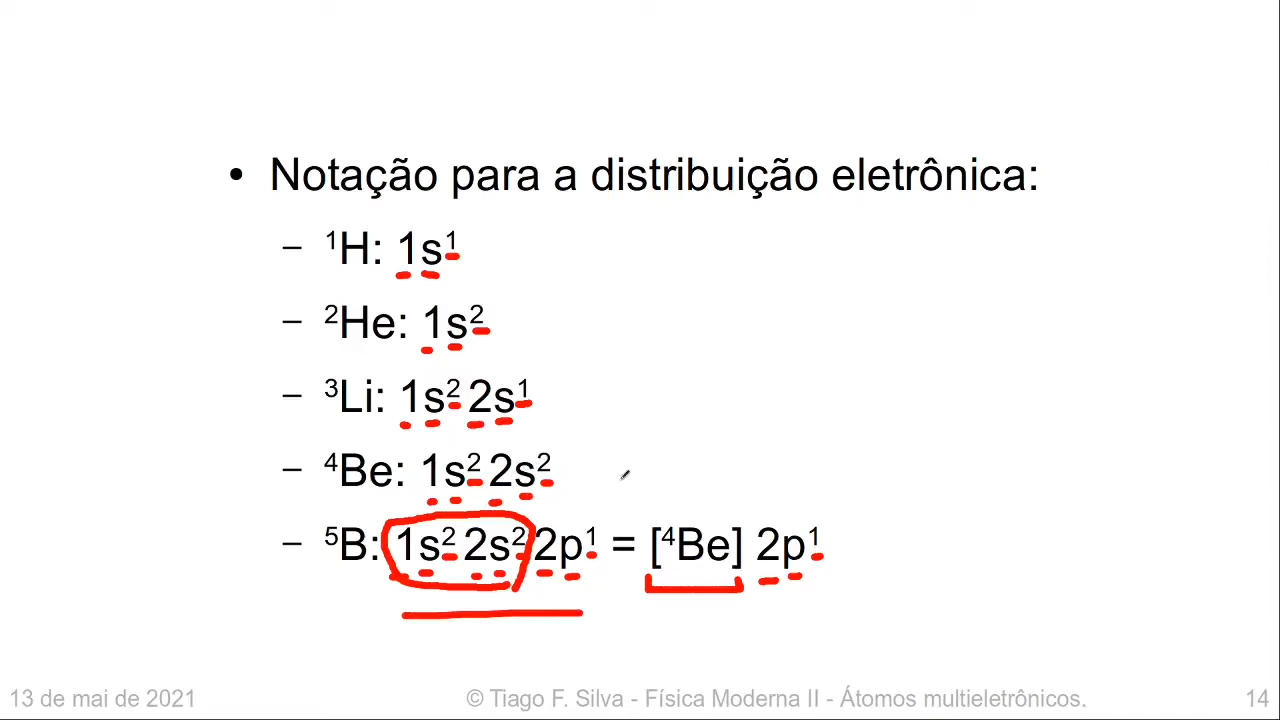 • Notação para a distribuição eletrônica:
– ¹H: 1s¹
– ²He: 1s²
– ³Li: 1s² 2s¹
– ⁴Be: 1s² 2s²
– ⁵B: 1s² 2s² 2p¹ = [⁴Be] 2p¹
13 de mai de 2021 © Tiago F. Silva - Física Moderna II - Átomos multieletrônicos. 14